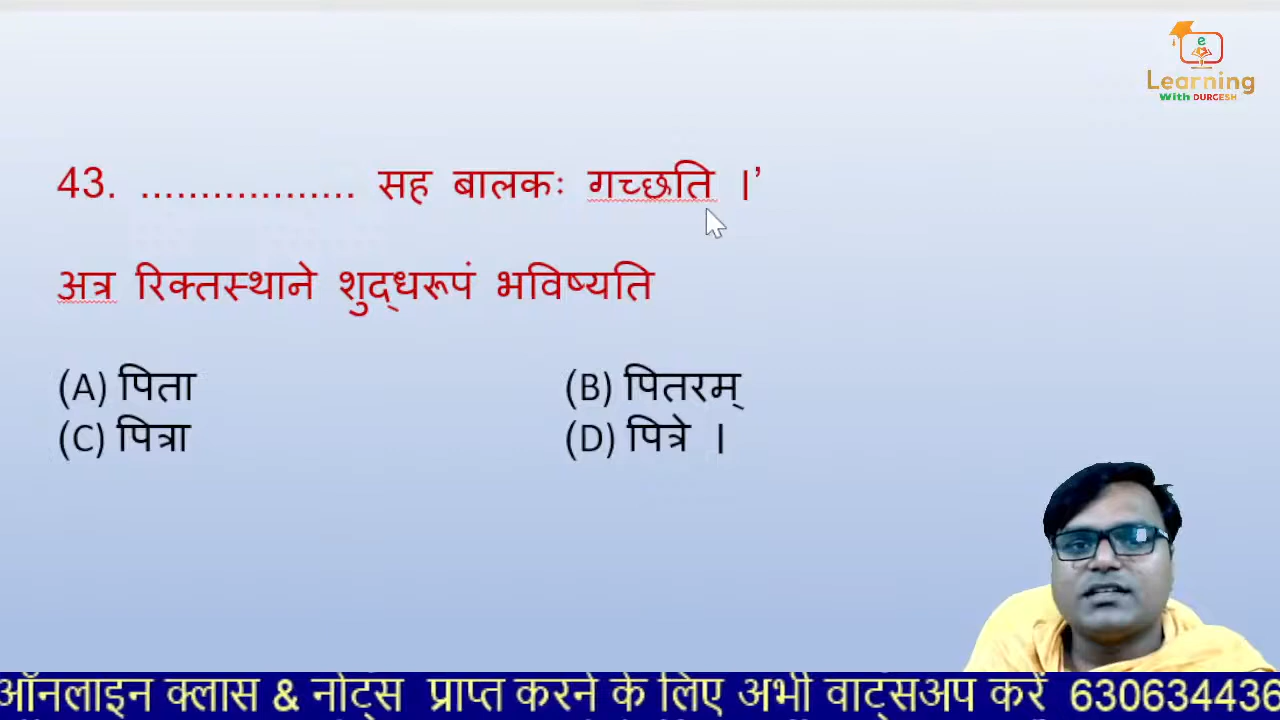 e
Learning
With DURGESH
43. .................. सह बालकः गच्छति ।’
अत्र रिक्तस्थाने शुद्धरूपं भविष्यति
(A) पिता (B) पितरम्
(C) पित्रा (D) पित्रे ।
ऑनलाइन क्लास & नोट्स प्राप्त करने के लिए अभी वाट्सअप करें 630634436